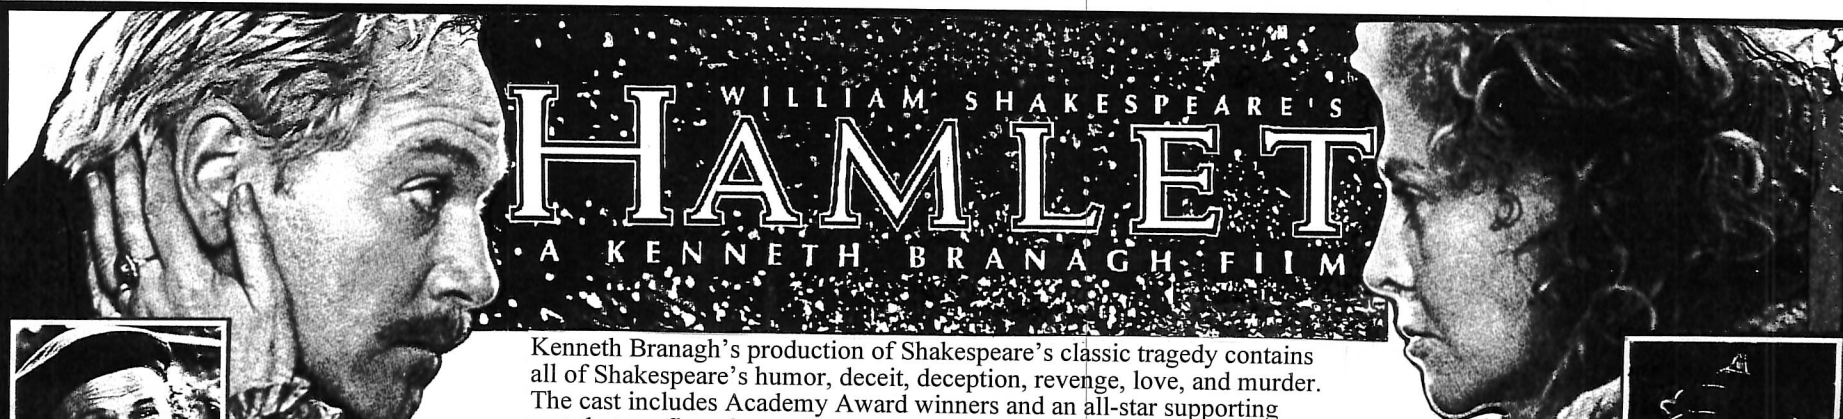 WILLIAM SHAKESPEARE'S
HAMLET
A KENNETH BRANAGH FILM
Kenneth Branagh’s production of Shakespeare’s classic tragedy contains
all of Shakespeare’s humor, deceit, deception, revenge, love, and murder.
The cast includes Academy Award winners and an all-star supporting